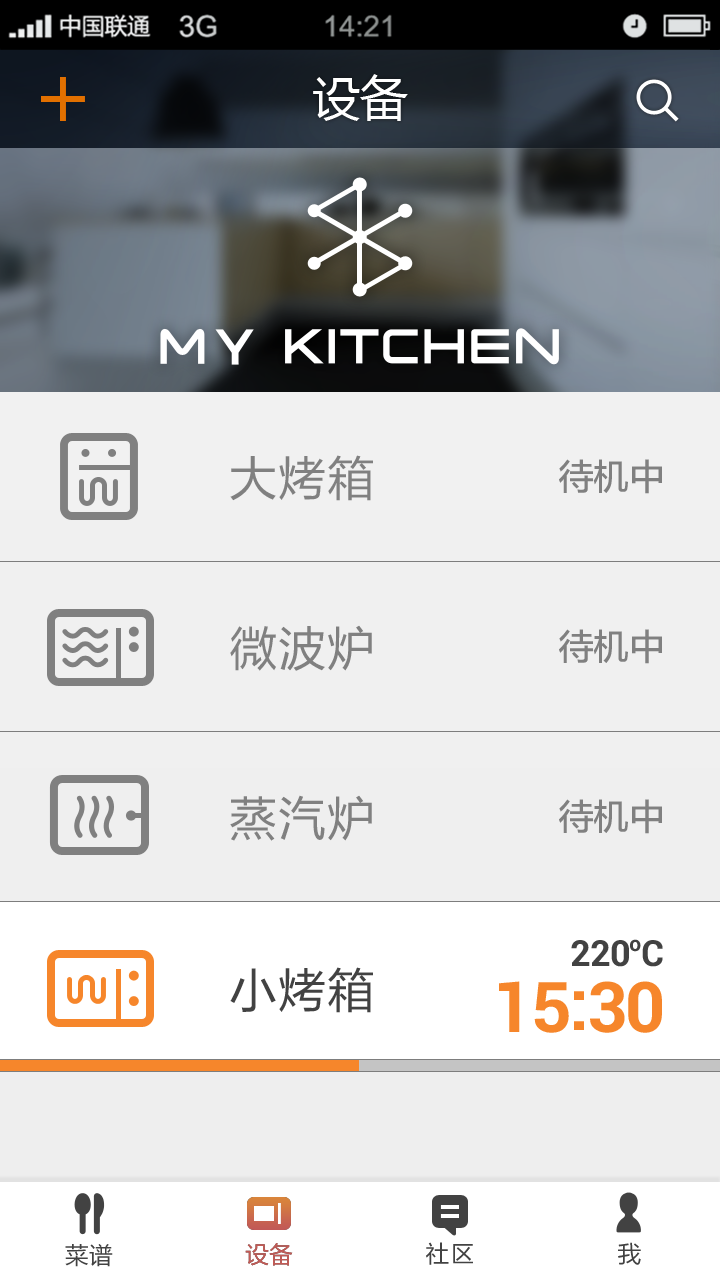 中国联通 3G 14:21
设备
MY KITCHEN
大烤箱 待机中
微波炉 待机中
蒸汽炉 待机中
220ºC
小烤箱 15:30
菜谱 设备 社区 我